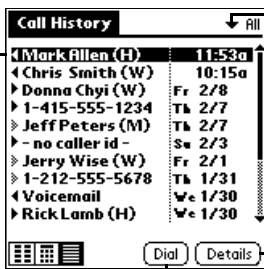 Call History All
Mark Allen (H) 11:53a
Chris Smith (W) 10:15a
Donna Chyi (W) Fr 2/8
1-415-555-1234 Th 2/7
Jeff Peters (M) Th 2/7
- no caller id - Su 2/3
Jerry Wise (W) Fr 2/1
1-212-555-5678 Th 1/31
Voicemail We 1/30
Rick Lamb (H) We 1/30
Dial Details